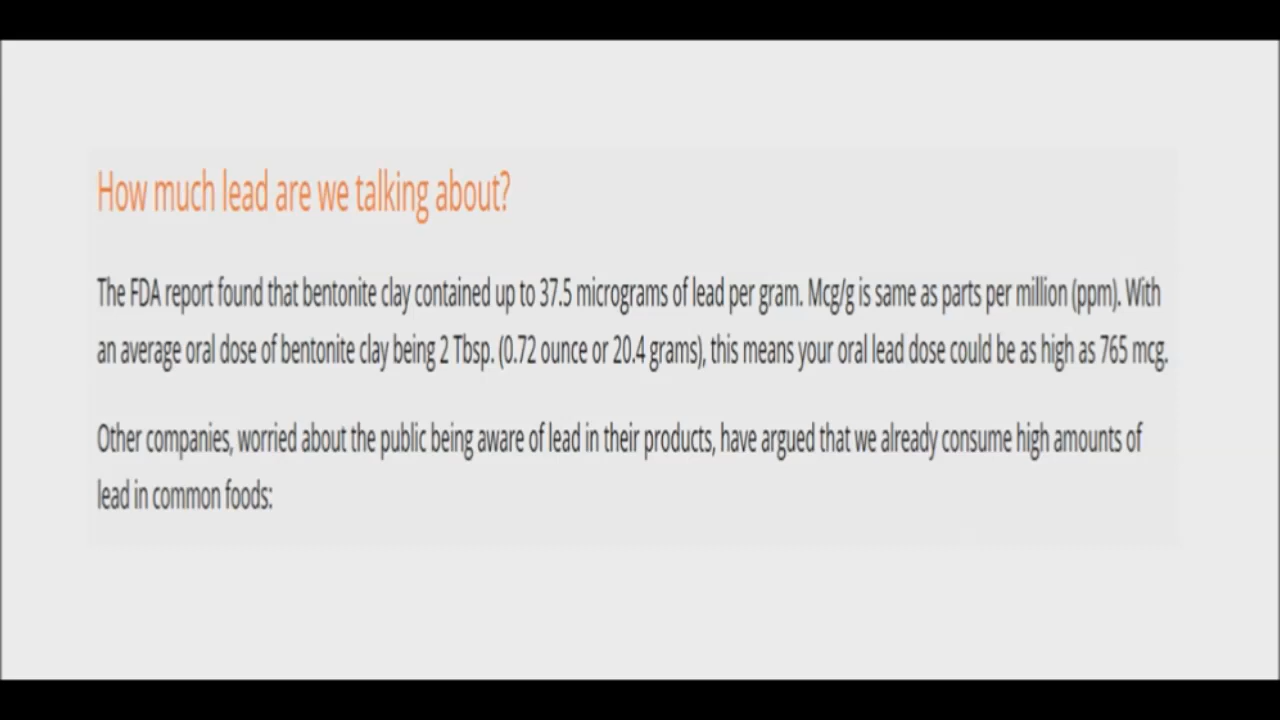 How much lead are we talking about?
The FDA report found that bentonite clay contained up to 37.5 micrograms of lead per gram. Mcg/g is same as parts per million (ppm). With
an average oral dose of bentonite clay being 2 Tbsp. (0.72 ounce or 20.4 grams), this means your oral lead dose could be as high as 765 mcg.
Other companies, worried about the public being aware of lead in their products, have argued that we already consume high amounts of
lead in common foods: